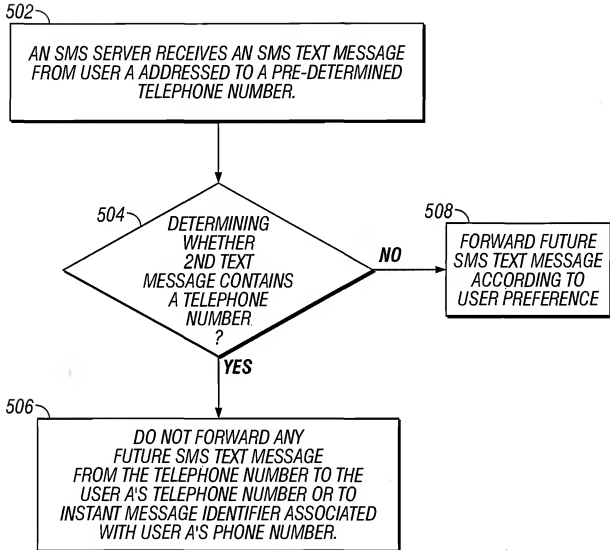 502
AN SMS SERVER RECEIVES AN SMS TEXT MESSAGE
FROM USER A ADDRESSED TO A PRE-DETERMINED
TELEPHONE NUMBER.
504
DETERMINING
WHETHER
2ND TEXT
MESSAGE CONTAINS
A TELEPHONE
NUMBER
?
NO
508
FORWARD FUTURE
SMS TEXT MESSAGE
ACCORDING TO
USER PREFERENCE
YES
506
DO NOT FORWARD ANY
FUTURE SMS TEXT MESSAGE
FROM THE TELEPHONE NUMBER TO THE
USER A'S TELEPHONE NUMBER OR TO
INSTANT MESSAGE IDENTIFIER ASSOCIATED
WITH USER A'S PHONE NUMBER.